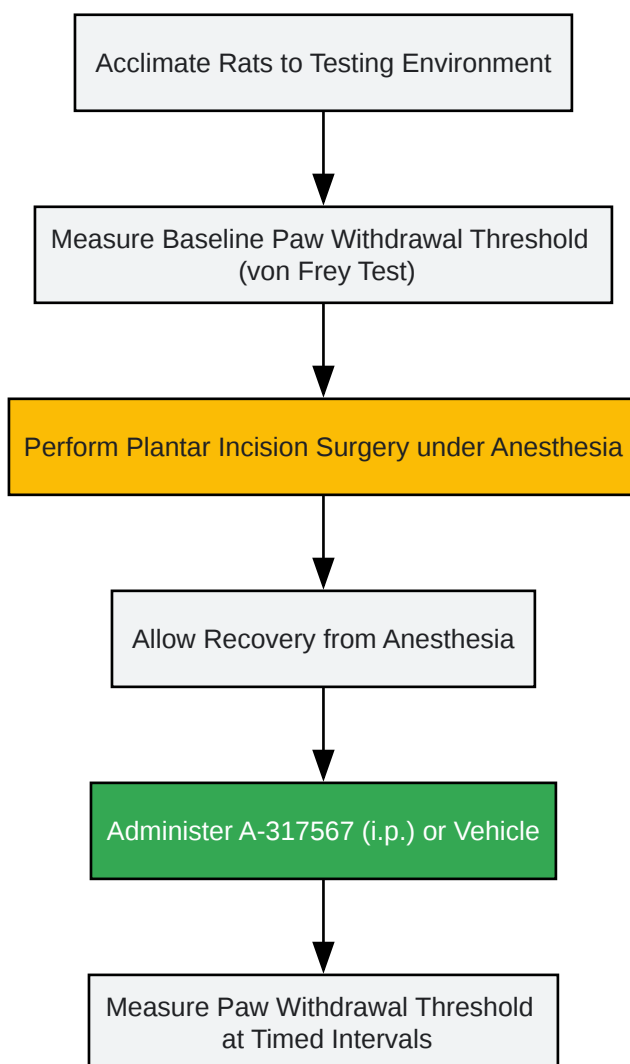 Acclimate Rats to Testing Environment
Measure Baseline Paw Withdrawal Threshold
(von Frey Test)
Perform Plantar Incision Surgery under Anesthesia
Allow Recovery from Anesthesia
Administer A-317567 (i.p.) or Vehicle
Measure Paw Withdrawal Threshold
at Timed Intervals